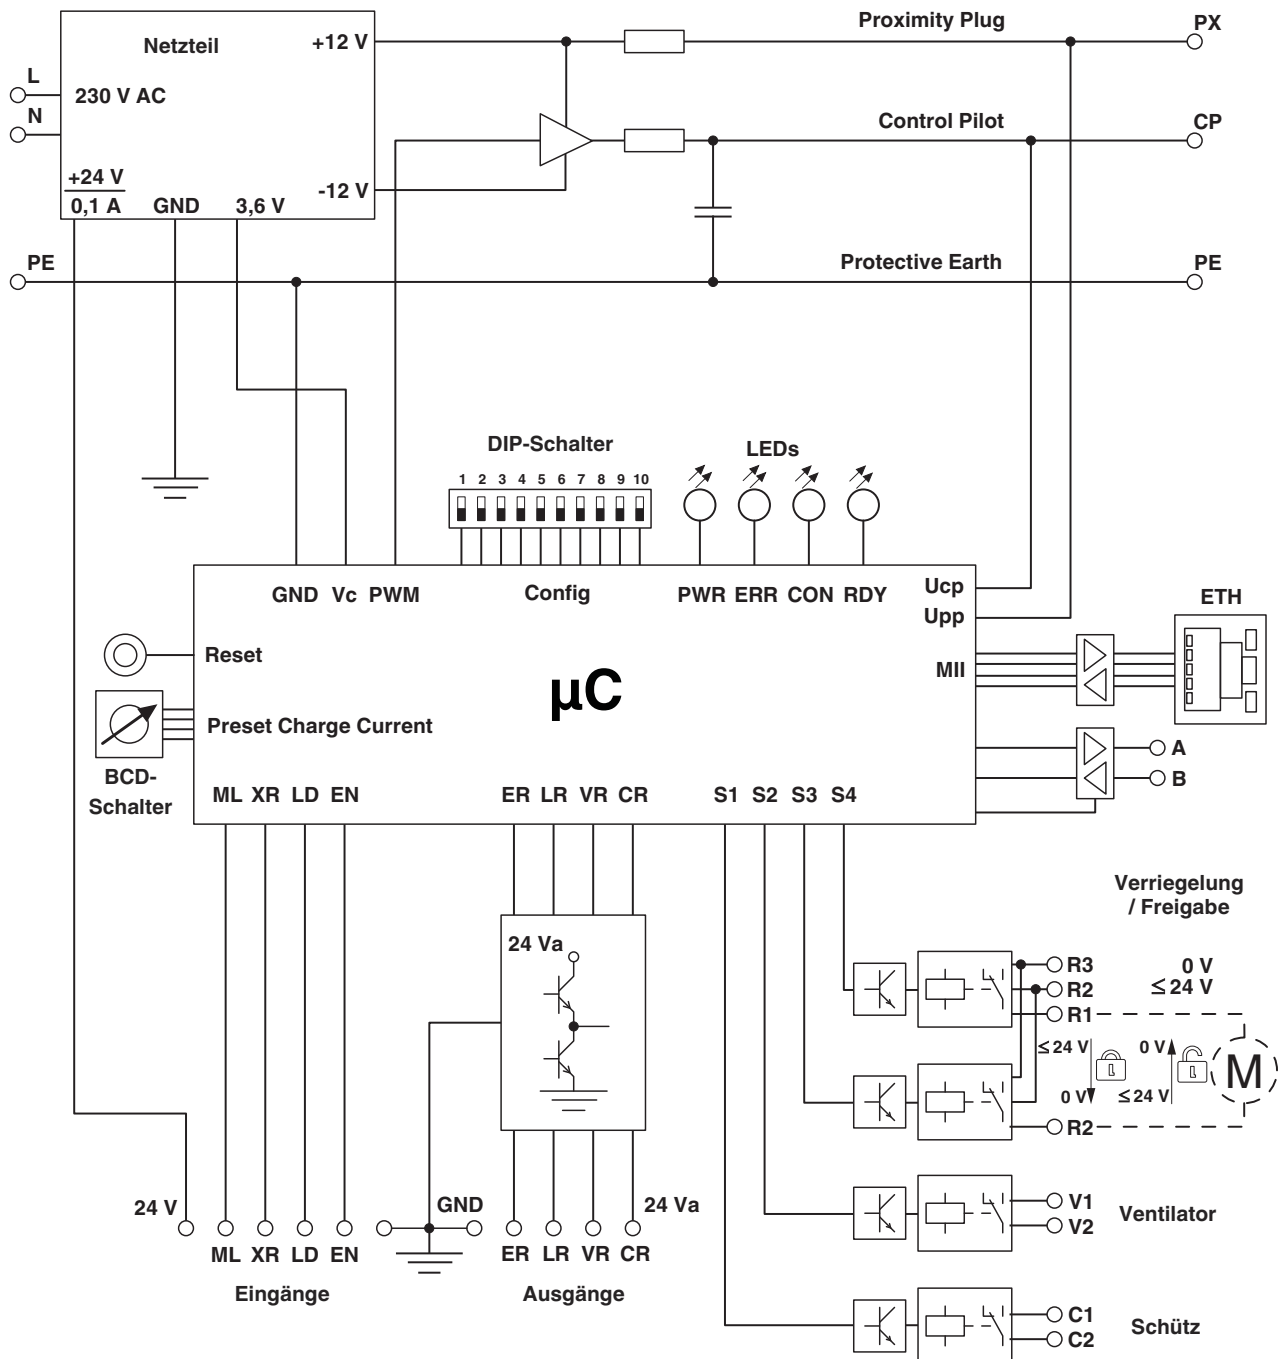 Netzteil
+12 V
Proximity Plug
PX
L
230 V AC
N
Control Pilot
CP
+24 V
0,1 A
GND
3,6 V
-12 V
PE
Protective Earth
PE
DIP-Schalter
LEDs
1 2 3 4 5 6 7 8 9 10
GND Vc PWM
Config
PWR ERR CON RDY
Ucp
Upp
ETH
Reset
MII
µC
Preset Charge Current
A
B
BCD-
Schalter
ML XR LD EN
ER LR VR CR
S1 S2 S3 S4
Verriegelung
/ Freigabe
24 Va
R3
0 V
R2
≤ 24 V
R1
≤ 24 V
0 V
0 V
≤ 24 V
M
R2
24 V
GND
24 Va
ML XR LD EN
ER LR VR CR
Eingänge
Ausgänge
V1
V2
Ventilator
C1
C2
Schütz